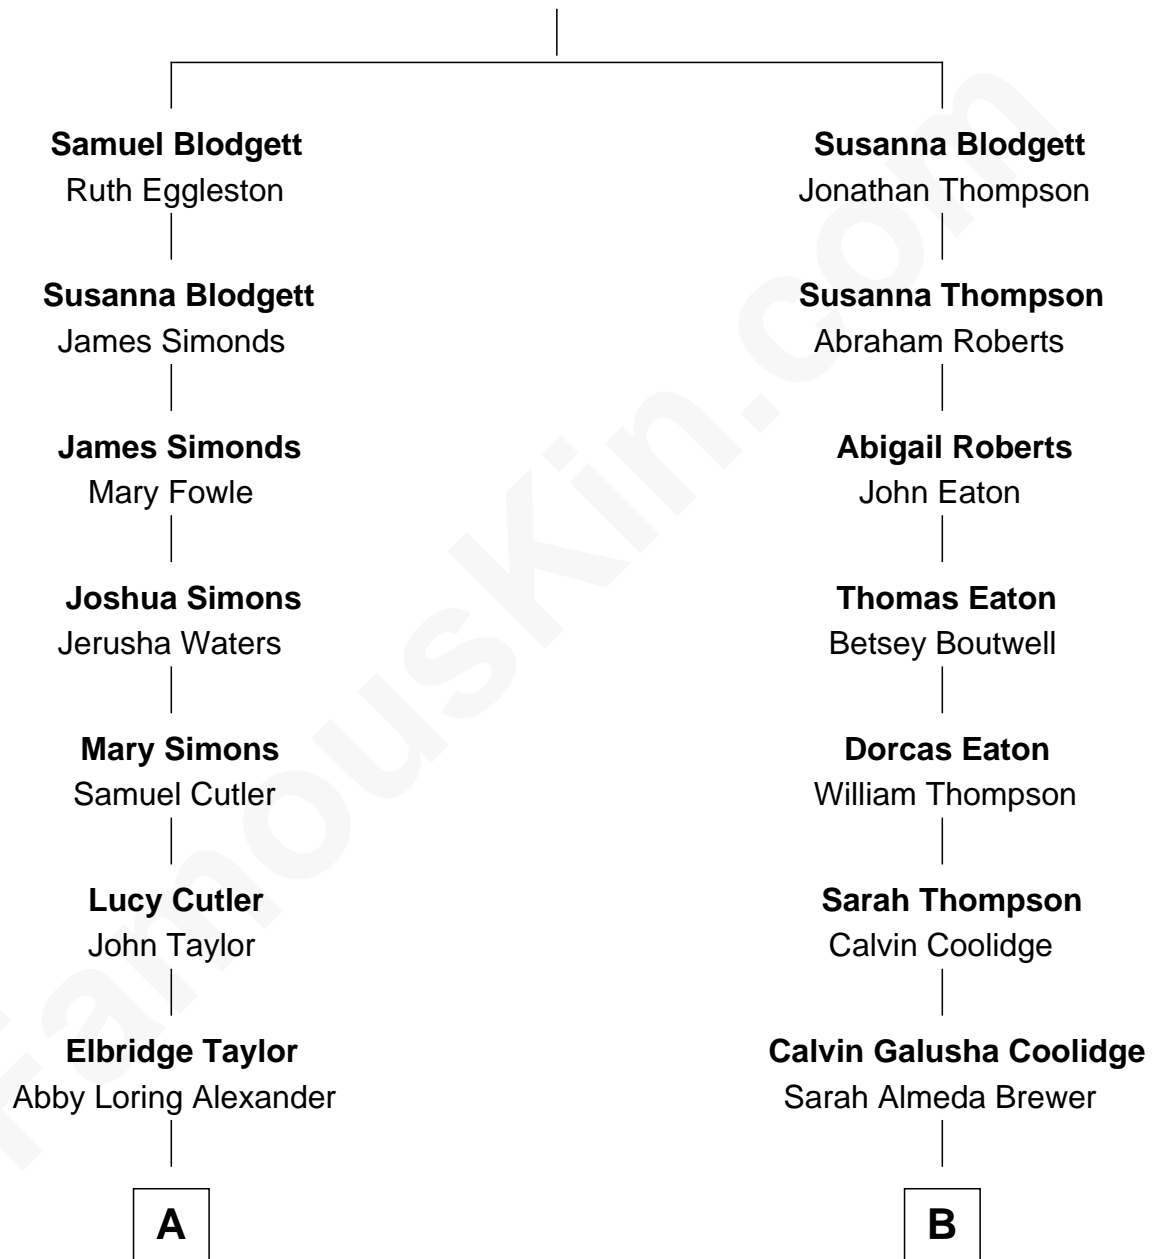 Samuel Blodgett
Ruth Eggleston
Susanna Blodgett
James Simonds
James Simonds
Mary Fowle
Joshua Simons
Jerusha Waters
Mary Simons
Samuel Cutler
Lucy Cutler
John Taylor
Elbridge Taylor
Abby Loring Alexander
A
Susanna Blodgett
Jonathan Thompson
Susanna Thompson
Abraham Roberts
Abigail Roberts
John Eaton
Thomas Eaton
Betsey Boutwell
Dorcas Eaton
William Thompson
Sarah Thompson
Calvin Coolidge
Calvin Galusha Coolidge
Sarah Almeda Brewer
B
FamousKin.com